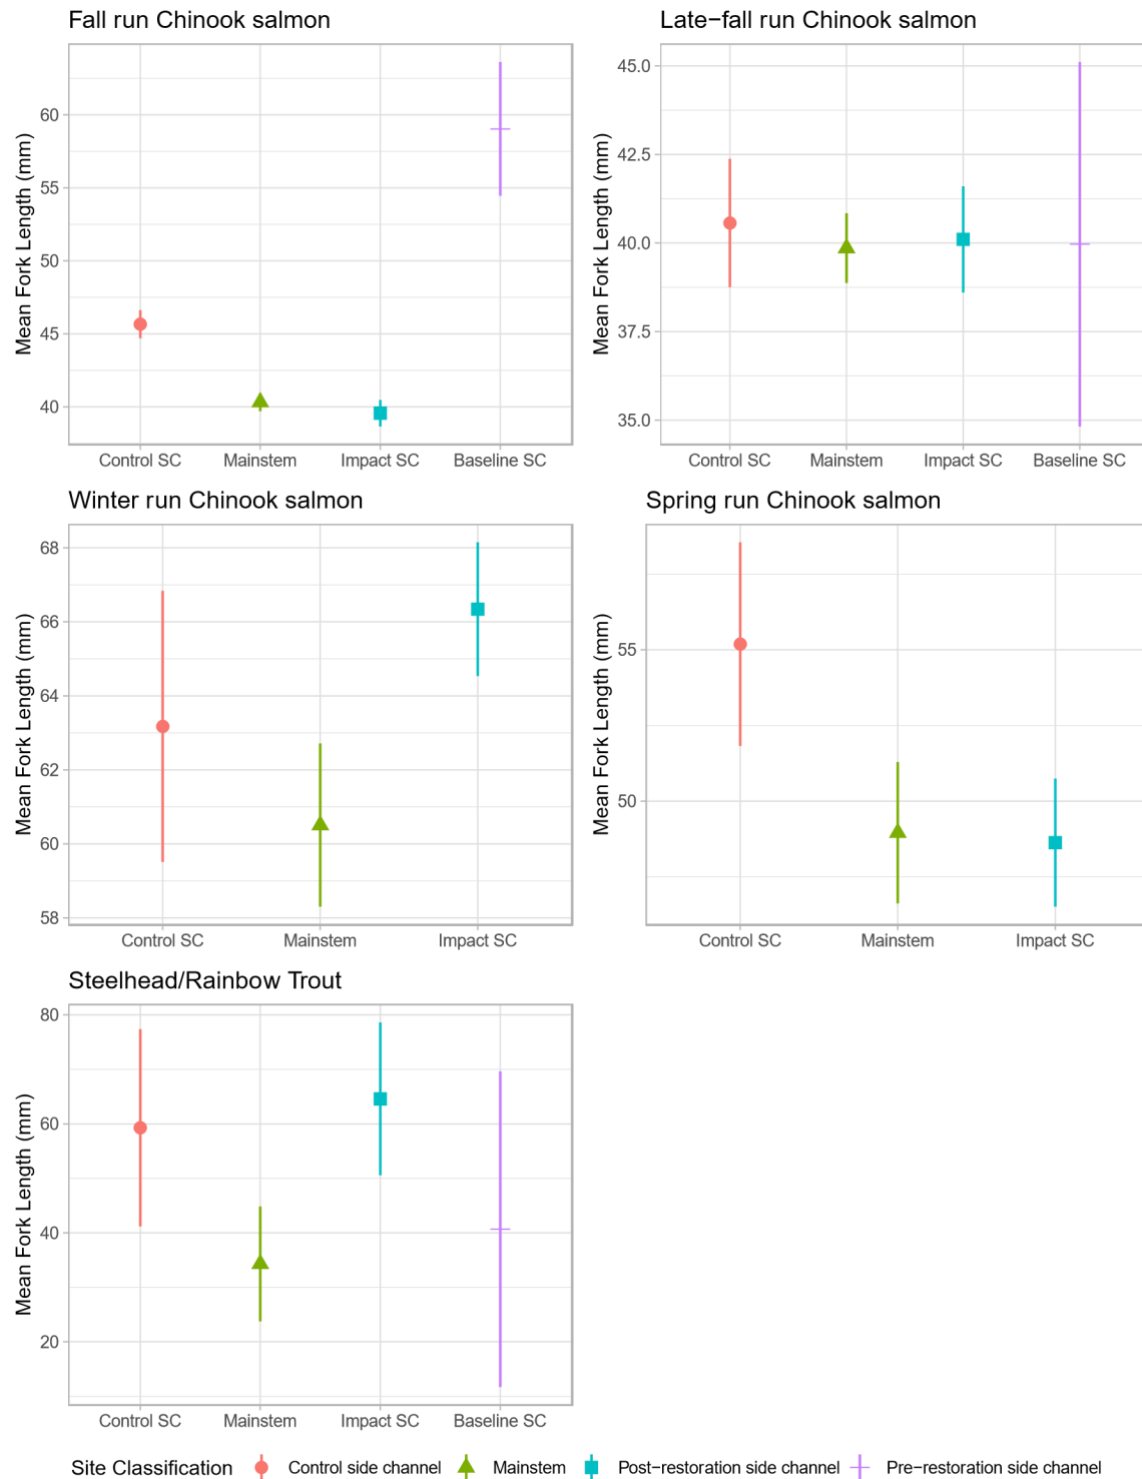 Fall run Chinook salmon
Mean Fork Length (mm)
60
55
50
45
40
Control SC Mainstem Impact SC Baseline SC
Late−fall run Chinook salmon
Mean Fork Length (mm)
45.0
42.5
40.0
37.5
35.0
Control SC Mainstem Impact SC Baseline SC
Winter run Chinook salmon
Mean Fork Length (mm)
68
66
64
62
60
58
Control SC Mainstem Impact SC
Spring run Chinook salmon
Mean Fork Length (mm)
55
50
Control SC Mainstem Impact SC
Steelhead/Rainbow Trout
Mean Fork Length (mm)
80
60
40
20
Control SC Mainstem Impact SC Baseline SC
Site Classification Control side channel Mainstem Post−restoration side channel Pre−restoration side channel